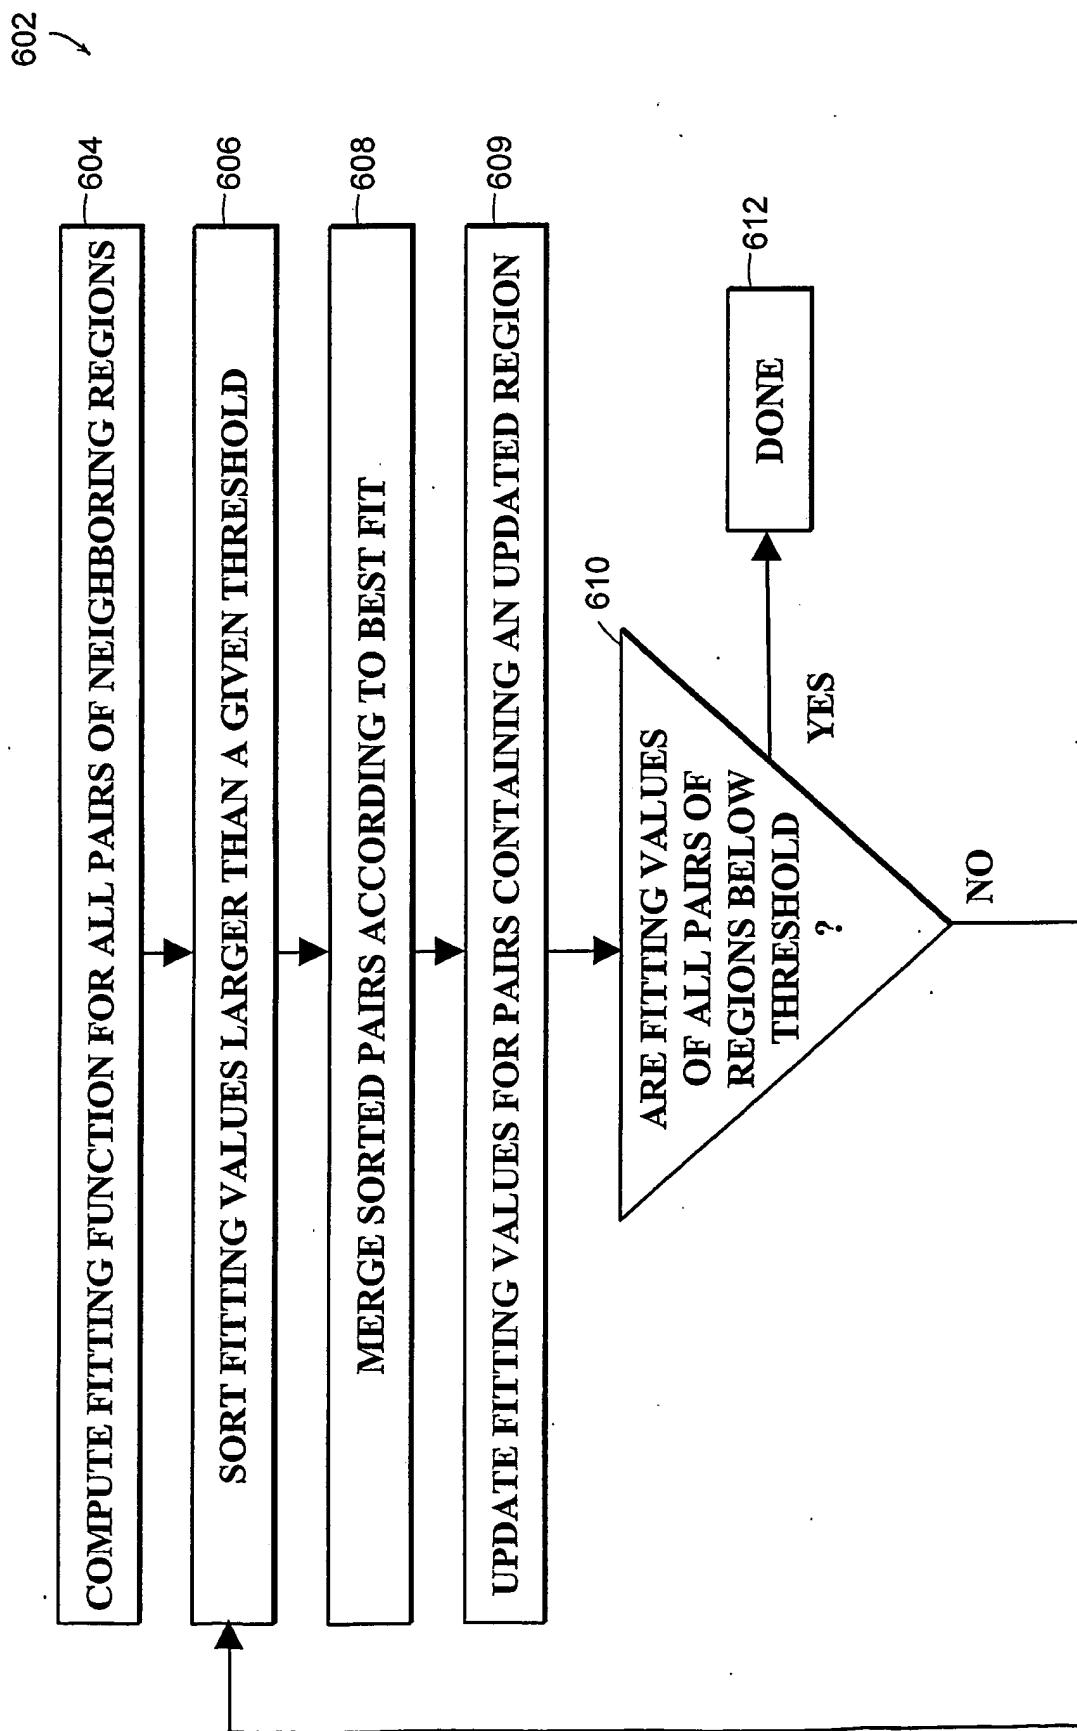 602
604
COMPUTE FITTING FUNCTION FOR ALL PAIRS OF NEIGHBORING REGIONS
606
SORT FITTING VALUES LARGER THAN A GIVEN THRESHOLD
608
MERGE SORTED PAIRS ACCORDING TO BEST FIT
609
UPDATE FITTING VALUES FOR PAIRS CONTAINING AN UPDATED REGION
610
ARE FITTING VALUES
OF ALL PAIRS OF
REGIONS BELOW
THRESHOLD
?
YES
612
DONE
NO